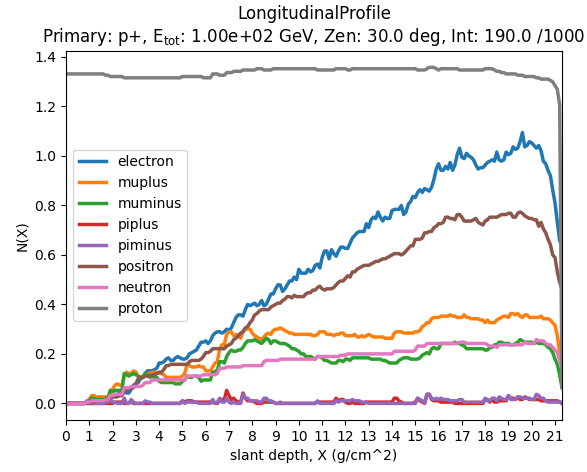 LongitudinalProfile
Primary: p+, E_tot: 1.00e+02 GeV, Zen: 30.0 deg, Int: 190.0 /1000
1.4
1.2
1.0
0.8
0.6
0.4
0.2
0.0
N(X)
electron
muplus
muminus
piplus
piminus
positron
neutron
proton
0 1 2 3 4 5 6 7 8 9 10 11 12 13 14 15 16 17 18 19 20 21
slant depth, X (g/cm^2)